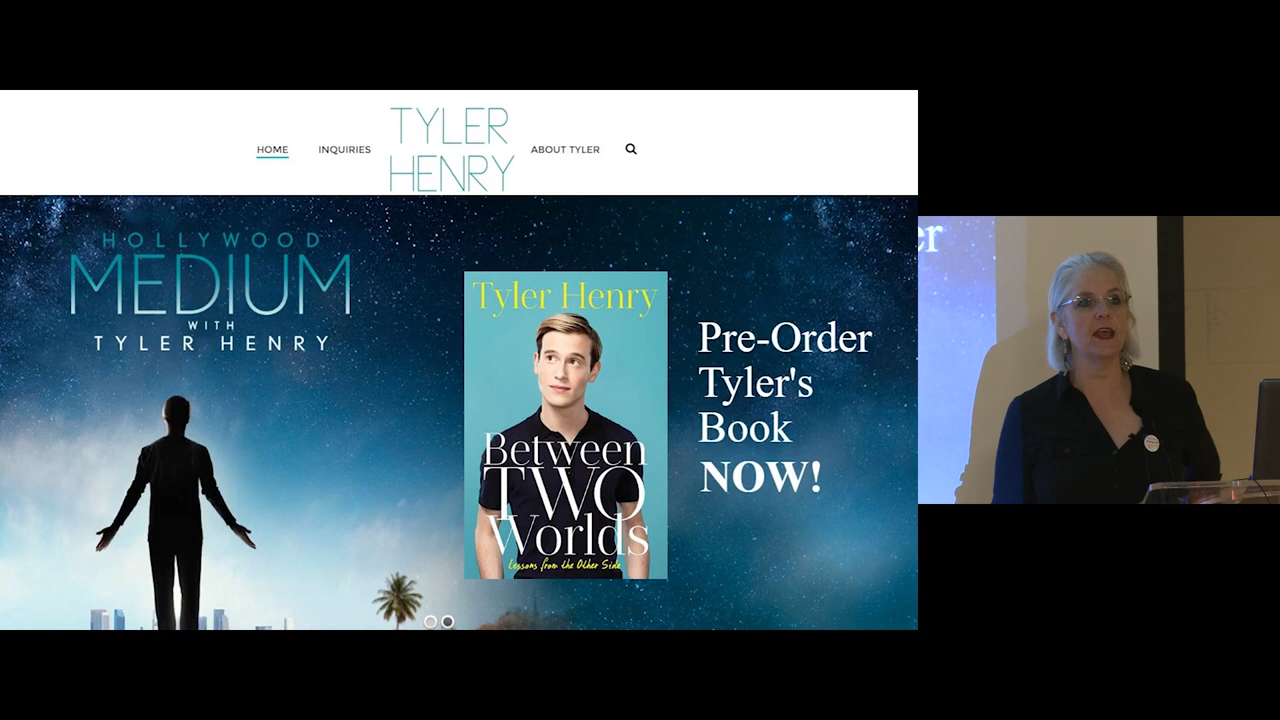 HOME
INQUIRIES
TYLER
HENRY
ABOUT TYLER
HOLLYWOOD
MEDIUM
WITH
TYLER HENRY
Tyler Henry
Between
TWO
Worlds
Lessons from the Other Side
Pre-Order
Tyler's
Book
NOW!
er